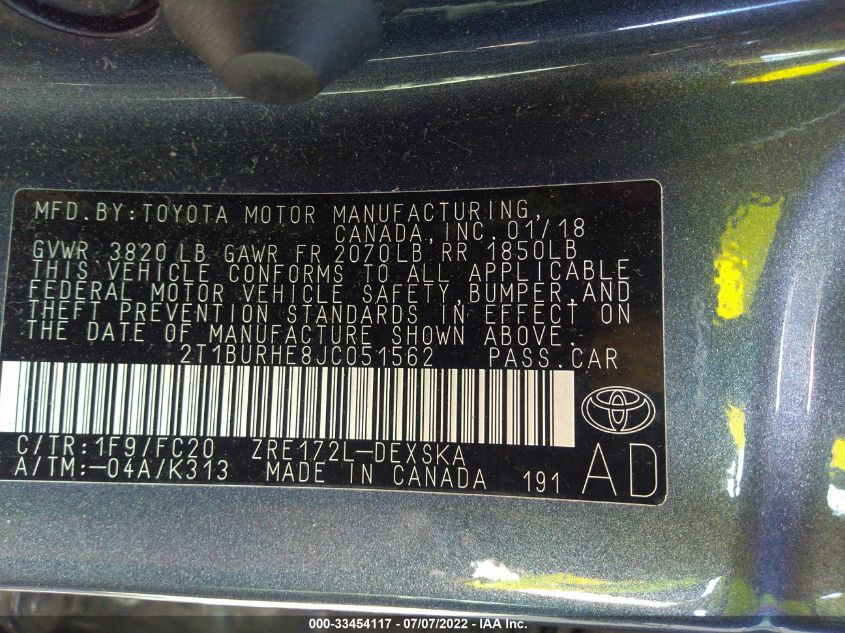 MFD.BY:TOYOTA MOTOR MANUFACTURING,
CANADA,INC.01/18
GVWR 3820 LB GAWR FR 2070LB RR 1850LB
THIS VEHICLE CONFORMS TO ALL APPLICABLE
FEDERAL MOTOR VEHICLE SAFETY,BUMPER,AND
THEFT PREVENTION STANDARDS IN EFFECT ON
THE DATE OF MANUFACTURE SHOWN ABOVE.
2T1BURHE8JC051562 PASS.CAR
C/TR:1F9/FC20 ZRE172L-DEXSKA
A/TM:-04A/K313 MADE IN CANADA 191
AD
000-33454117 - 07/07/2022 - IAA Inc.